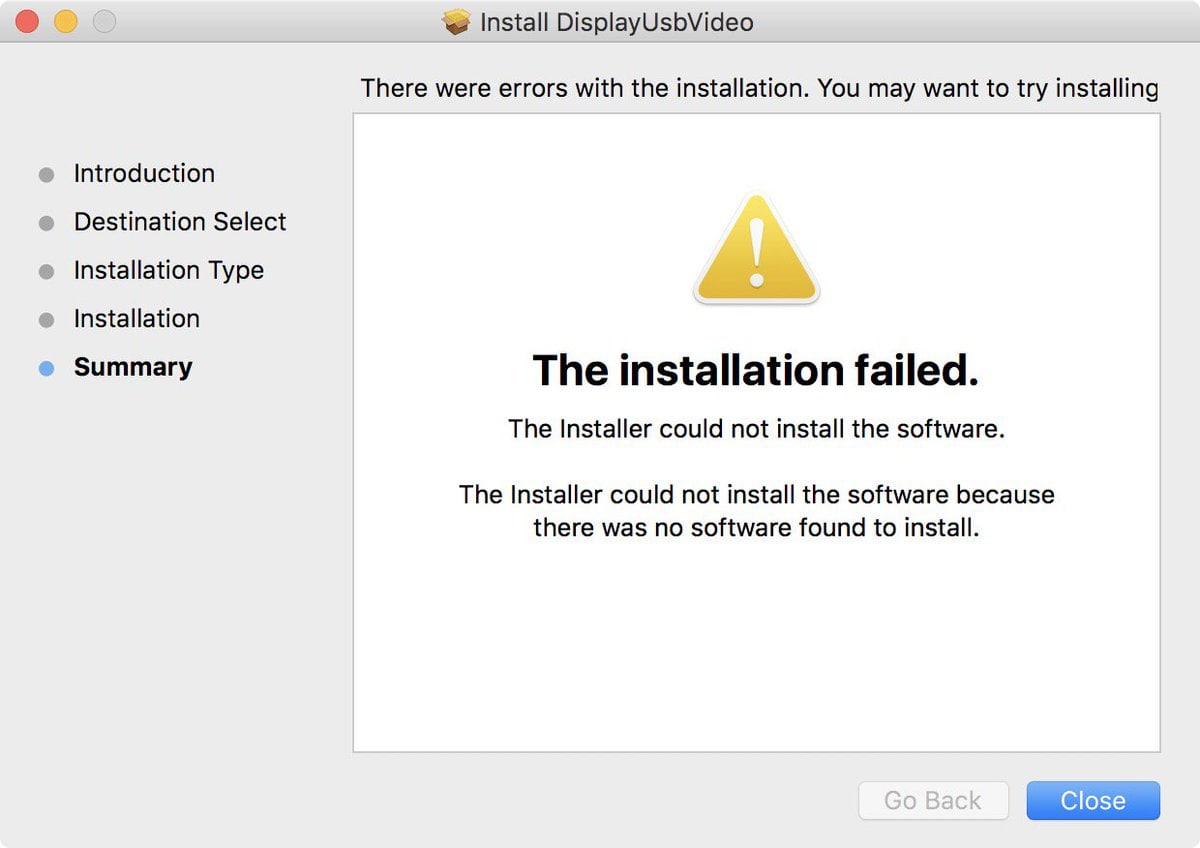 Install DisplayUsbVideo
There were errors with the installation. You may want to try installing
Introduction
Destination Select
Installation Type
Installation
Summary
The installation failed.
The Installer could not install the software.
The Installer could not install the software because
there was no software found to install.
Go Back
Close